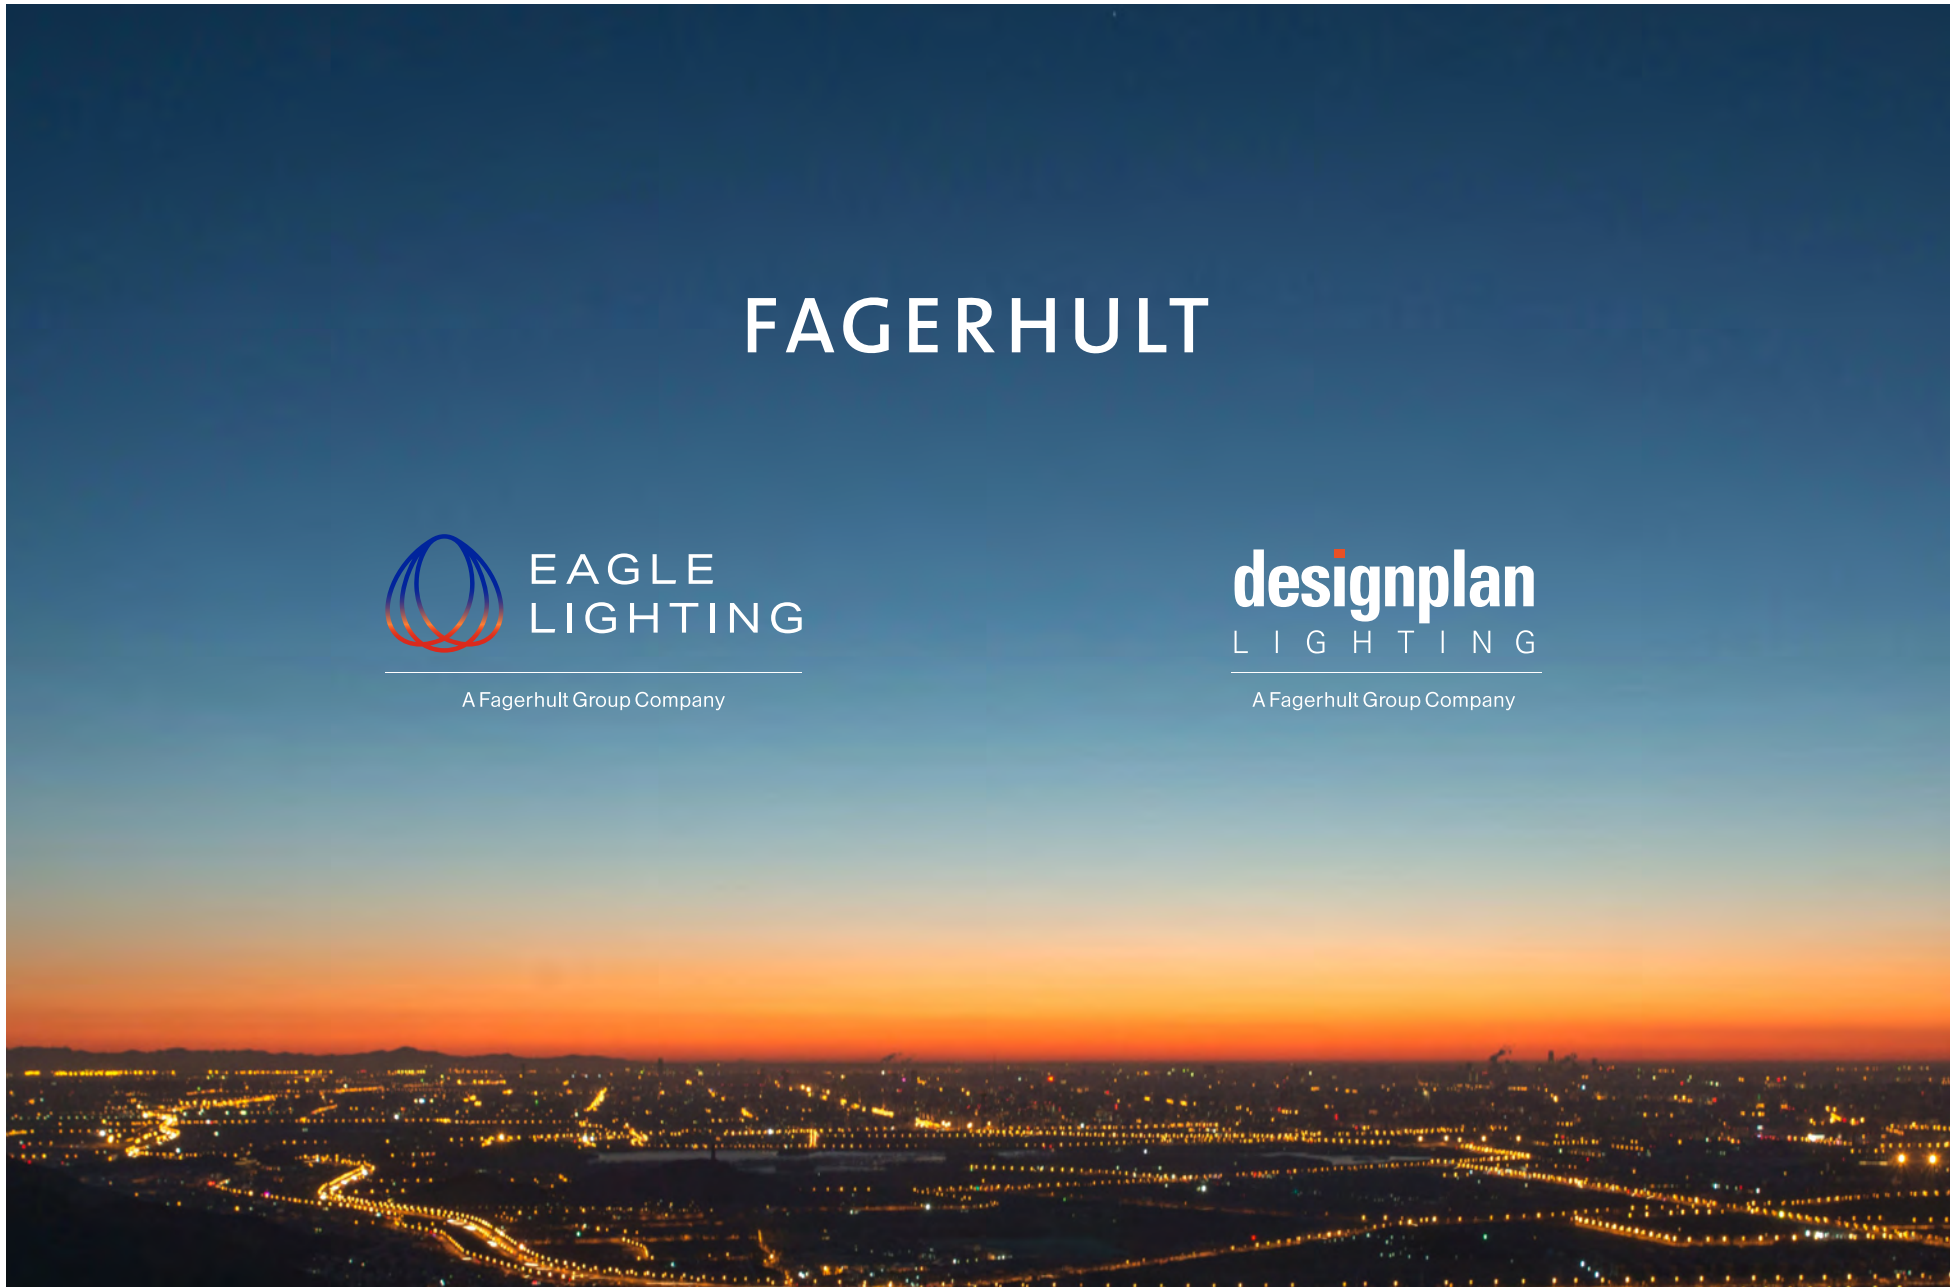 FAGERHULT
EAGLE
LIGHTING
A Fagerhult Group Company
designplan
LIGHTING
A Fagerhult Group Company